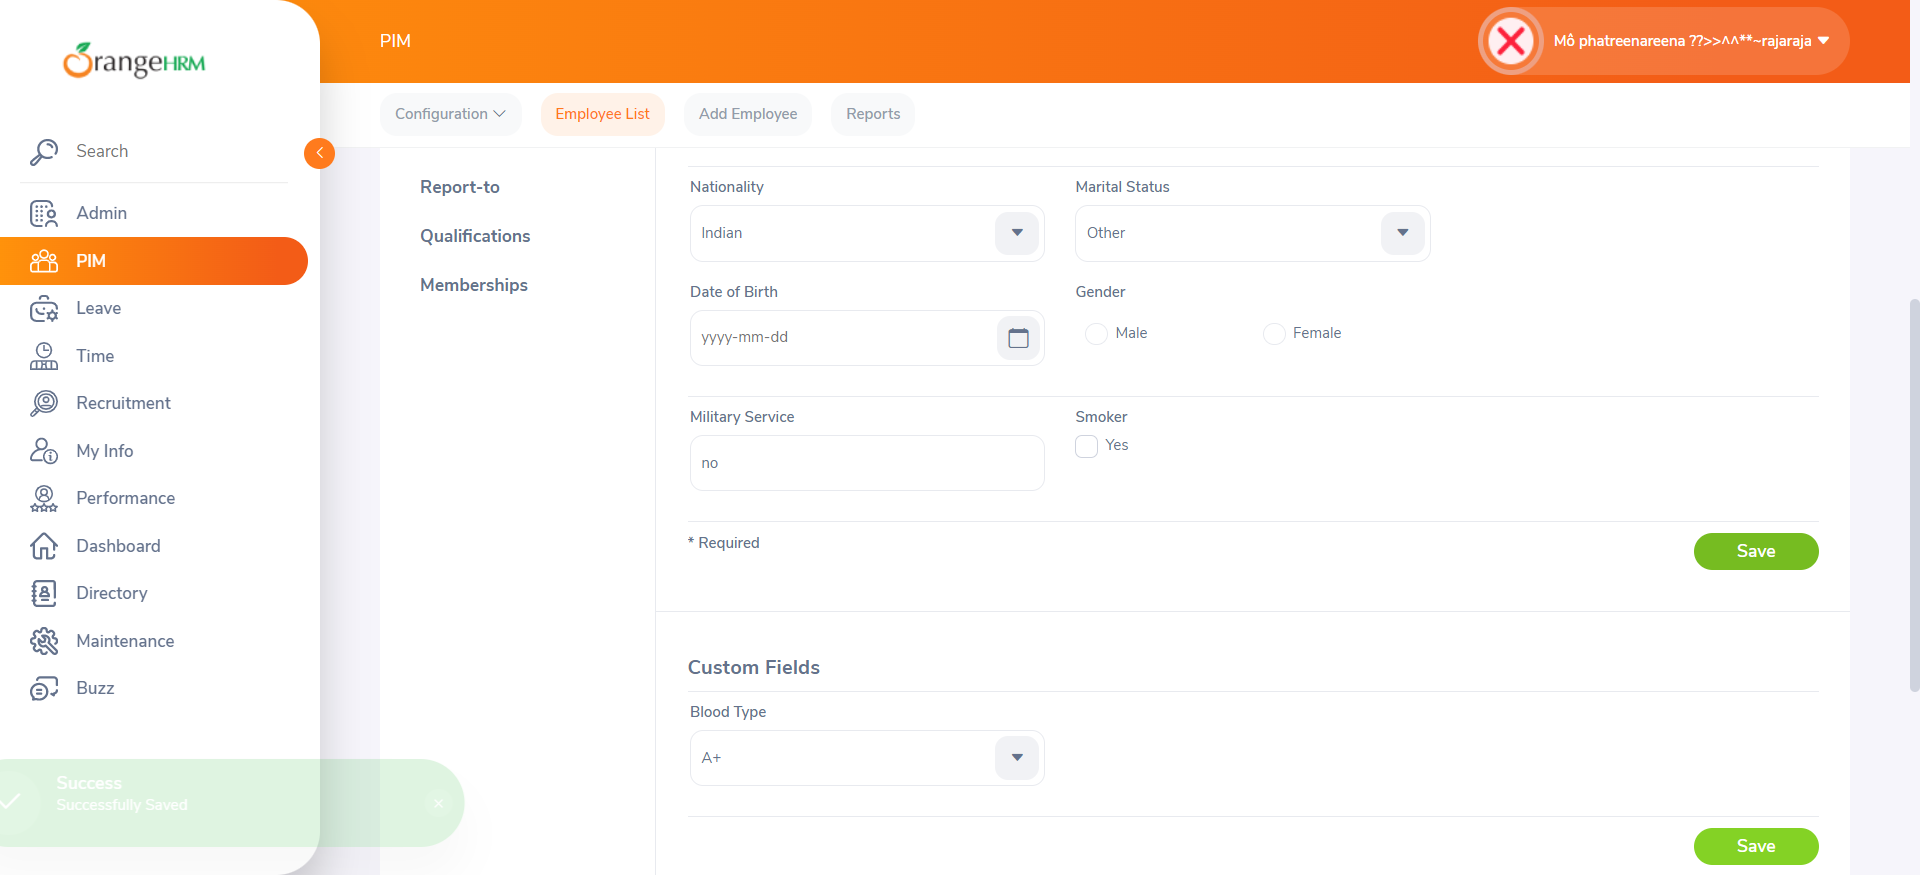 OrangeHRM
PIM
Mô phatreenareena ??>>^^**~rajaraja
Configuration
Employee List
Add Employee
Reports
Search
Admin
PIM
Leave
Time
Recruitment
My Info
Performance
Dashboard
Directory
Maintenance
Buzz
Report-to
Qualifications
Memberships
Nationality
Marital Status
Indian
Other
Date of Birth
Gender
yyyy-mm-dd
Male
Female
Military Service
Smoker
no
Yes
* Required
Save
Custom Fields
Blood Type
A+
Save
Success
Successfully Saved